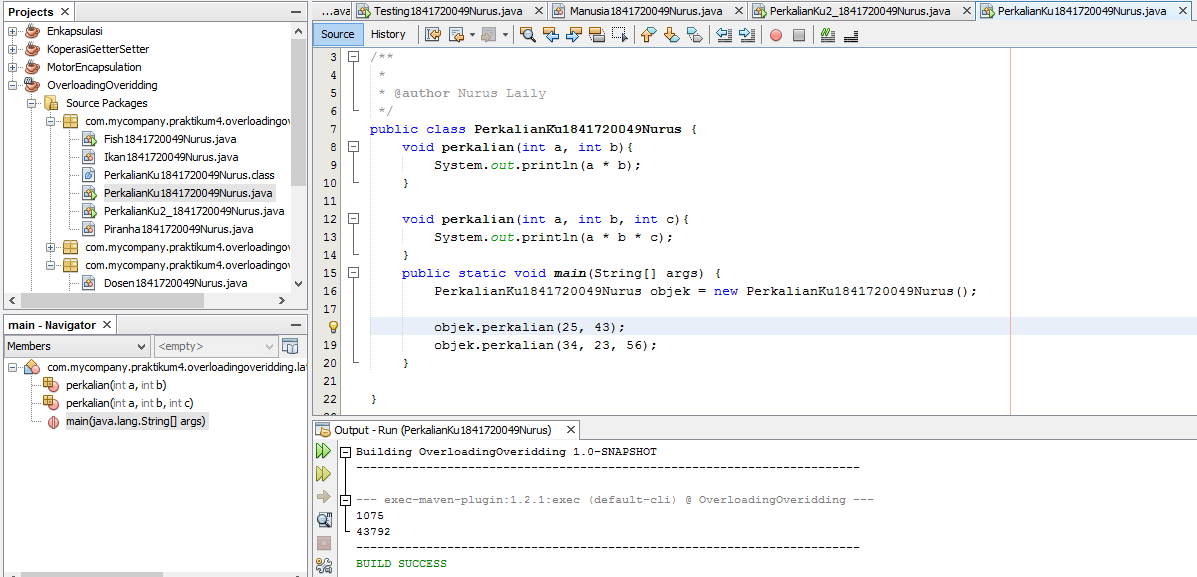 Projects
Enkapsulasi
KoperasiGetterSetter
MotorEncapsulation
OverloadingOveridding
Source Packages
com.mycompany.praktikum4.overloadingov
Fish1841720049Nurus.java
Ikan1841720049Nurus.java
PerkalianKu1841720049Nurus.class
PerkalianKu1841720049Nurus.java
PerkalianKu2_1841720049Nurus.java
Piranha1841720049Nurus.java
com.mycompany.praktikum4.overloadingov
com.mycompany.praktikum4.overloadingov
Dosen1841720049Nurus.java
main - Navigator
Members
<empty>
com.mycompany.praktikum4.overloadingoveridding.lat
perkalian(int a, int b)
perkalian(int a, int b, int c)
main(java.lang.String[] args)
...ava
Testing1841720049Nurus.java
Manusia1841720049Nurus.java
PerkalianKu2_1841720049Nurus.java
PerkalianKu1841720049Nurus.java
Source History
3 /**
4 *
5 * @author Nurus Laily
6 */
7 public class PerkalianKu1841720049Nurus {
8 void perkalian(int a, int b){
9 System.out.println(a * b);
10 }
11
12 void perkalian(int a, int b, int c){
13 System.out.println(a * b * c);
14 }
15 public static void main(String[] args) {
16 PerkalianKu1841720049Nurus objek = new PerkalianKu1841720049Nurus();
17
objek.perkalian(25, 43);
19 objek.perkalian(34, 23, 56);
20 }
21
22 }
Output - Run (PerkalianKu1841720049Nurus)
Building OverloadingOveridding 1.0-SNAPSHOT
------------------------------------------------------------------------
--- exec-maven-plugin:1.2.1:exec (default-cli) @ OverloadingOveridding ---
1075
43792
------------------------------------------------------------------------
BUILD SUCCESS